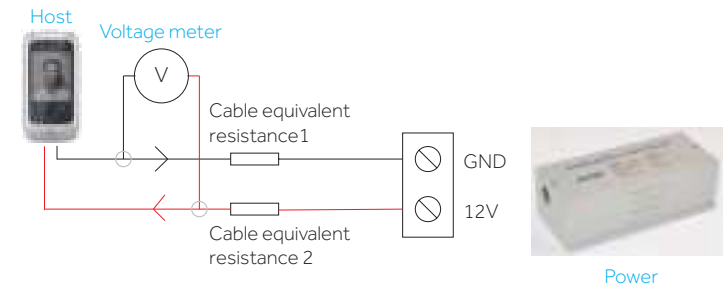 Host
Voltage meter
V
Cable equivalent
resistance1
GND
12V
Cable equivalent
resistance 2
Power